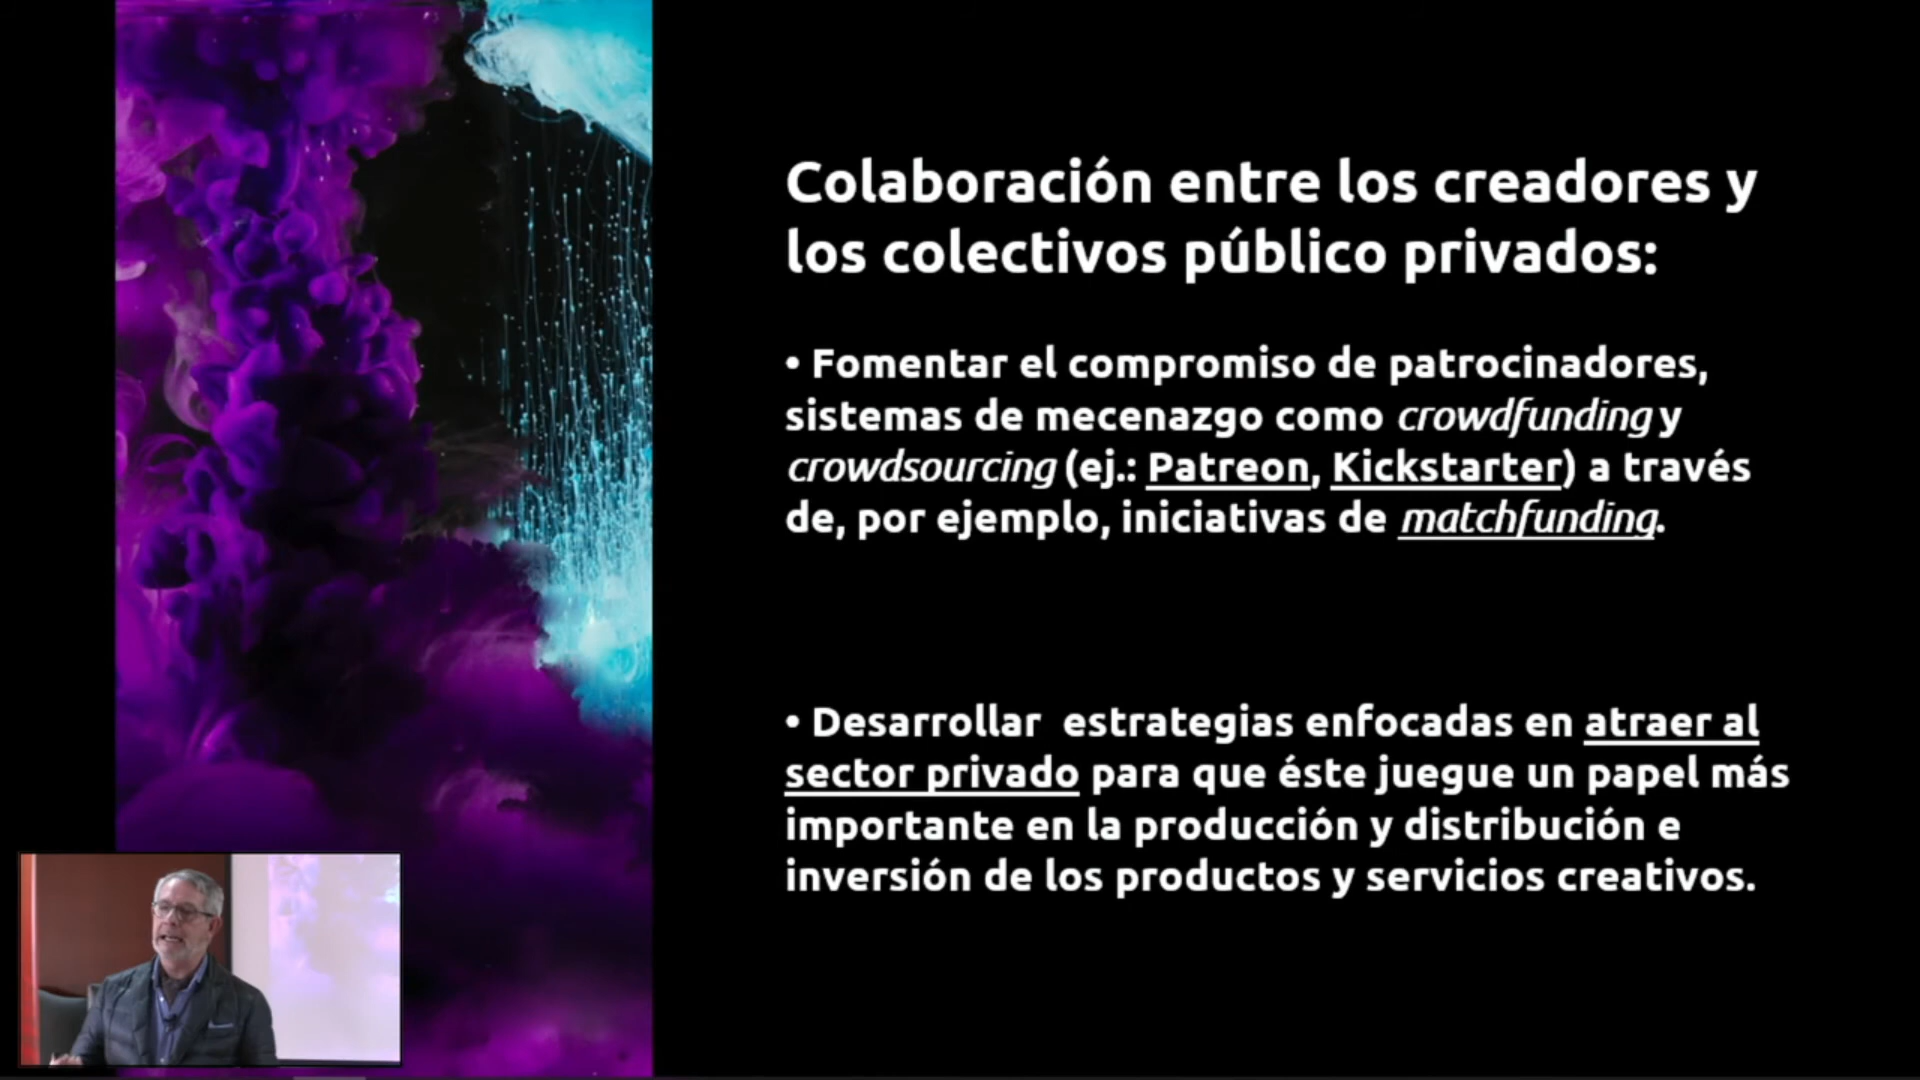 Colaboración entre los creadores y
los colectivos público privados:
• Fomentar el compromiso de patrocinadores,
sistemas de mecenazgo como crowdfunding y
crowdsourcing (ej.: Patreon, Kickstarter) a través
de, por ejemplo, iniciativas de matchfunding.
• Desarrollar  estrategias enfocadas en atraer al
sector privado para que éste juegue un papel más
importante en la producción y distribución e
inversión de los productos y servicios creativos.